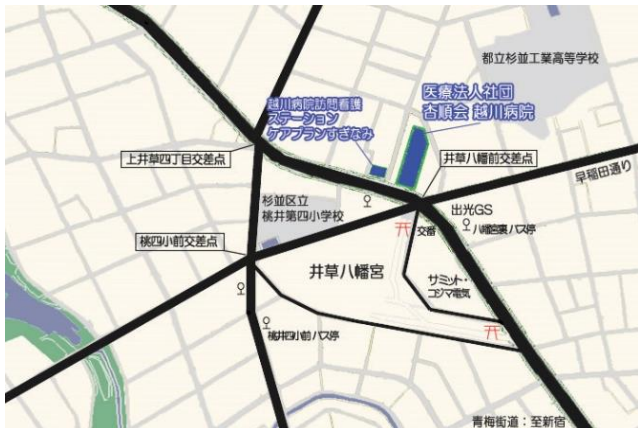 都立杉並工業高等学校
医療法人社団
杏順会 越川病院
越川病院訪問看護
ステーション
ケアプランすぎなみ
上井草四丁目交差点
井草八幡前交差点
早稲田通り
杉並区立
桃井第四小学校
出光GS
交番
八幡宮裏バス停
桃四小前交差点
井草八幡宮
サミット・
コジマ電気
桃井四小前バス停
青梅街道：至新宿